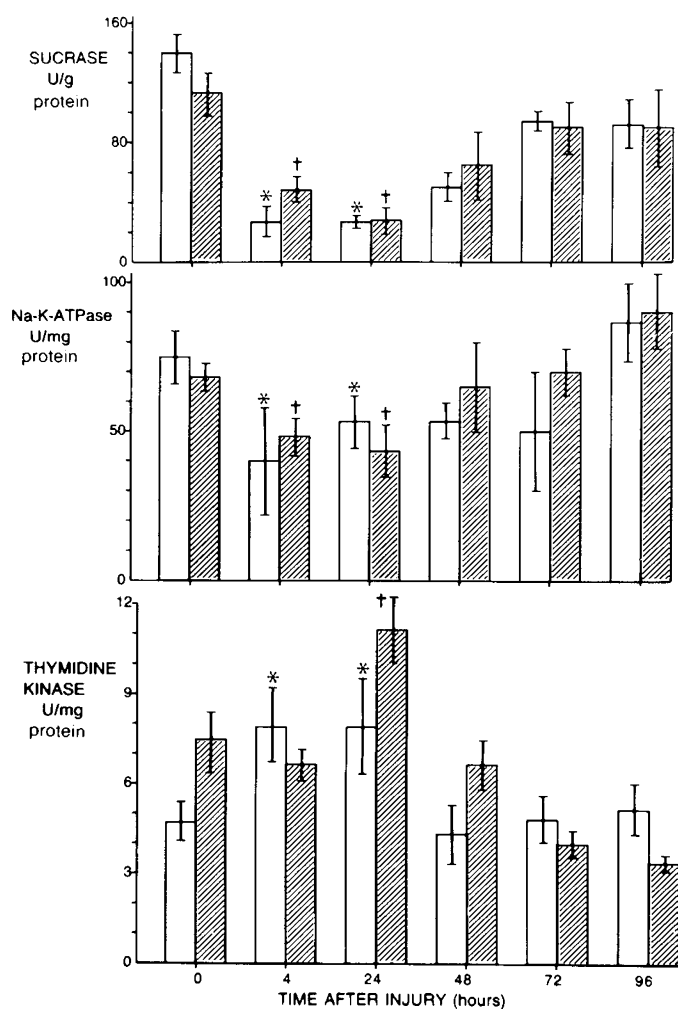 SUCRASE
U/g
protein
160
80
0
* † * †
Na-K-ATPase
U/mg
protein
100
50
0
* † * †
THYMIDINE
KINASE
U/mg
protein
12
9
6
3
0
* * †
0 4 24 48 72 96
TIME AFTER INJURY (hours)